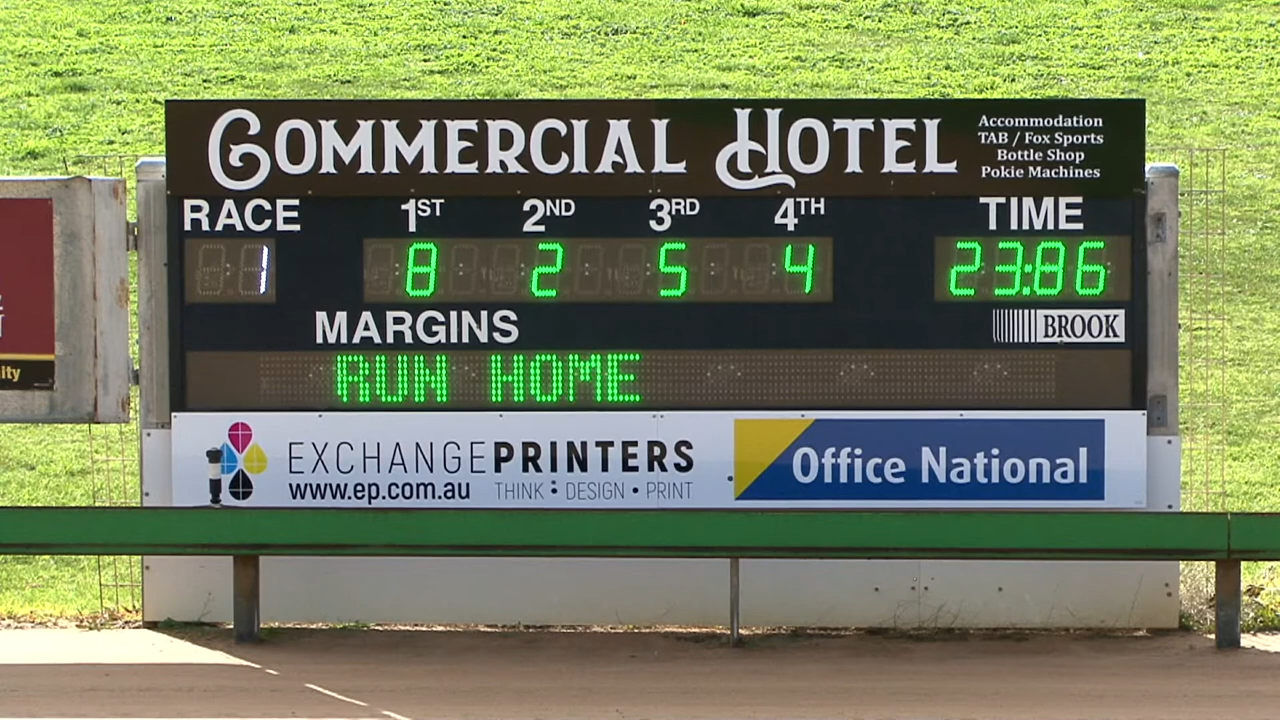 COMMERCIAL HOTEL
Accommodation
TAB / Fox Sports
Bottle Shop
Pokie Machines
RACE 1ST 2ND 3RD 4TH TIME
1 8 2 5 4 23:86
MARGINS
BROOK
RUN HOME
ity
EXCHANGEPRINTERS
www.ep.com.au THINK • DESIGN • PRINT
Office National